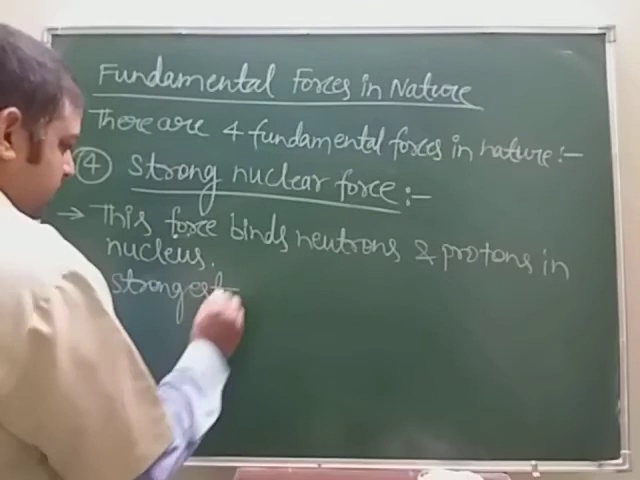 Fundamental Forces in Nature
There are 4 fundamental forces in nature:-
④ Strong nuclear force:-
→ This force binds neutrons & protons in
nucleus.
strongest